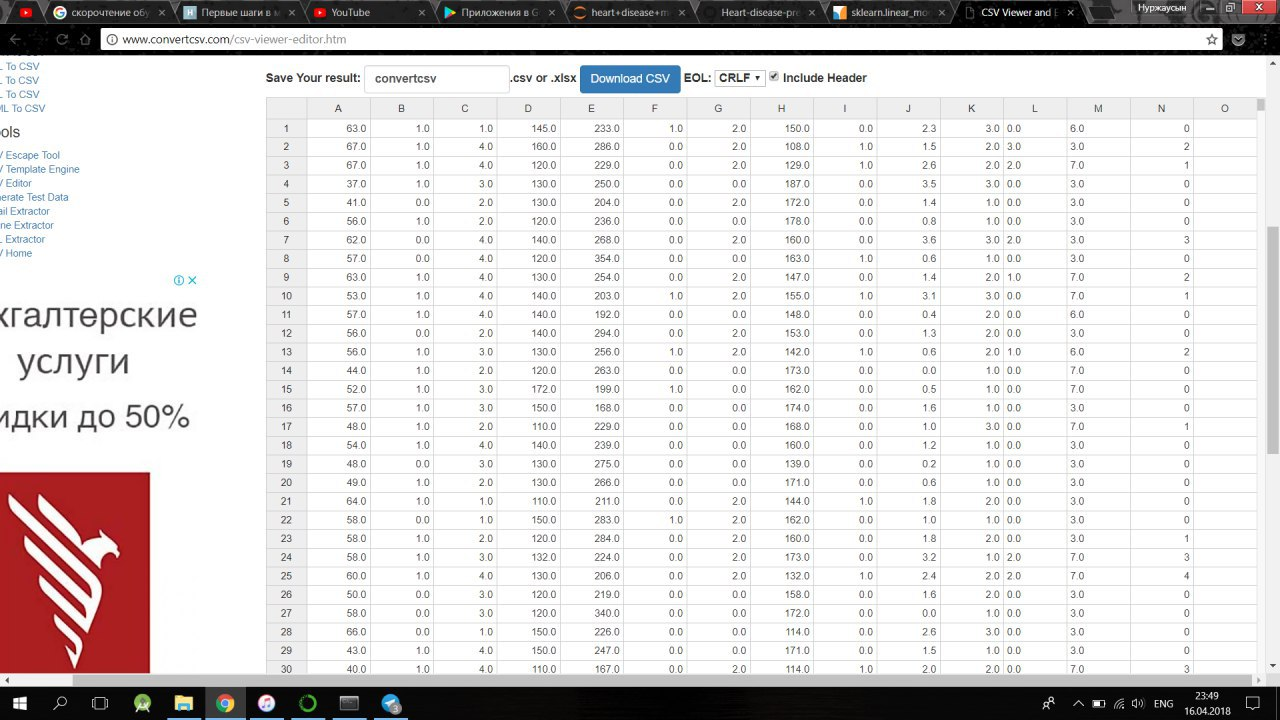 скорочтение обу
Первые шаги в м
YouTube
Приложения в G
heart+disease+m
Heart-disease-pre
sklearn.linear_mo
CSV Viewer and E
Нуржаусын
www.convertcsv.com/csv-viewer-editor.htm
L To CSV
L To CSV
L To CSV
ML To CSV
ols
/ Escape Tool
/ Template Engine
/ Editor
nerate Test Data
ail Extractor
ne Extractor
L Extractor
V Home
хгалтерские
услуги
идки до 50%
Save Your result: convertcsv .csv or .xlsx Download CSV EOL: CRLF Include Header
A B C D E F G H I J K L M N O
1 63.0 1.0 1.0 145.0 233.0 1.0 2.0 150.0 0.0 2.3 3.0 0.0 6.0 0
2 67.0 1.0 4.0 160.0 286.0 0.0 2.0 108.0 1.0 1.5 2.0 3.0 3.0 2
3 67.0 1.0 4.0 120.0 229.0 0.0 2.0 129.0 1.0 2.6 2.0 2.0 7.0 1
4 37.0 1.0 3.0 130.0 250.0 0.0 0.0 187.0 0.0 3.5 3.0 0.0 3.0 0
5 41.0 0.0 2.0 130.0 204.0 0.0 2.0 172.0 0.0 1.4 1.0 0.0 3.0 0
6 56.0 1.0 2.0 120.0 236.0 0.0 0.0 178.0 0.0 0.8 1.0 0.0 3.0 0
7 62.0 0.0 4.0 140.0 268.0 0.0 2.0 160.0 0.0 3.6 3.0 2.0 3.0 3
8 57.0 0.0 4.0 120.0 354.0 0.0 0.0 163.0 1.0 0.6 1.0 0.0 3.0 0
9 63.0 1.0 4.0 130.0 254.0 0.0 2.0 147.0 0.0 1.4 2.0 1.0 7.0 2
10 53.0 1.0 4.0 140.0 203.0 1.0 2.0 155.0 1.0 3.1 3.0 0.0 7.0 1
11 57.0 1.0 4.0 140.0 192.0 0.0 0.0 148.0 0.0 0.4 2.0 0.0 6.0 0
12 56.0 0.0 2.0 140.0 294.0 0.0 2.0 153.0 0.0 1.3 2.0 0.0 3.0 0
13 56.0 1.0 3.0 130.0 256.0 1.0 2.0 142.0 1.0 0.6 2.0 1.0 6.0 2
14 44.0 1.0 2.0 120.0 263.0 0.0 0.0 173.0 0.0 0.0 1.0 0.0 7.0 0
15 52.0 1.0 3.0 172.0 199.0 1.0 0.0 162.0 0.0 0.5 1.0 0.0 7.0 0
16 57.0 1.0 3.0 150.0 168.0 0.0 0.0 174.0 0.0 1.6 1.0 0.0 3.0 0
17 48.0 1.0 2.0 110.0 229.0 0.0 0.0 168.0 0.0 1.0 3.0 0.0 7.0 1
18 54.0 1.0 4.0 140.0 239.0 0.0 0.0 160.0 0.0 1.2 1.0 0.0 3.0 0
19 48.0 0.0 3.0 130.0 275.0 0.0 0.0 139.0 0.0 0.2 1.0 0.0 3.0 0
20 49.0 1.0 2.0 130.0 266.0 0.0 0.0 171.0 0.0 0.6 1.0 0.0 3.0 0
21 64.0 1.0 1.0 110.0 211.0 0.0 2.0 144.0 1.0 1.8 2.0 0.0 3.0 0
22 58.0 0.0 1.0 150.0 283.0 1.0 2.0 162.0 0.0 1.0 1.0 0.0 3.0 0
23 58.0 1.0 2.0 120.0 284.0 0.0 2.0 160.0 0.0 1.8 2.0 0.0 3.0 1
24 58.0 1.0 3.0 132.0 224.0 0.0 2.0 173.0 0.0 3.2 1.0 2.0 7.0 3
25 60.0 1.0 4.0 130.0 206.0 0.0 2.0 132.0 1.0 2.4 2.0 2.0 7.0 4
26 50.0 0.0 3.0 120.0 219.0 0.0 0.0 158.0 0.0 1.6 2.0 0.0 3.0 0
27 58.0 0.0 3.0 120.0 340.0 0.0 0.0 172.0 0.0 0.0 1.0 0.0 3.0 0
28 66.0 0.0 1.0 150.0 226.0 0.0 0.0 114.0 0.0 2.6 3.0 0.0 3.0 0
29 43.0 1.0 4.0 150.0 247.0 0.0 0.0 171.0 0.0 1.5 1.0 0.0 3.0 0
30 40.0 1.0 4.0 110.0 167.0 0.0 2.0 114.0 1.0 2.0 2.0 0.0 7.0 3
3
ENG
23:49
16.04.2018